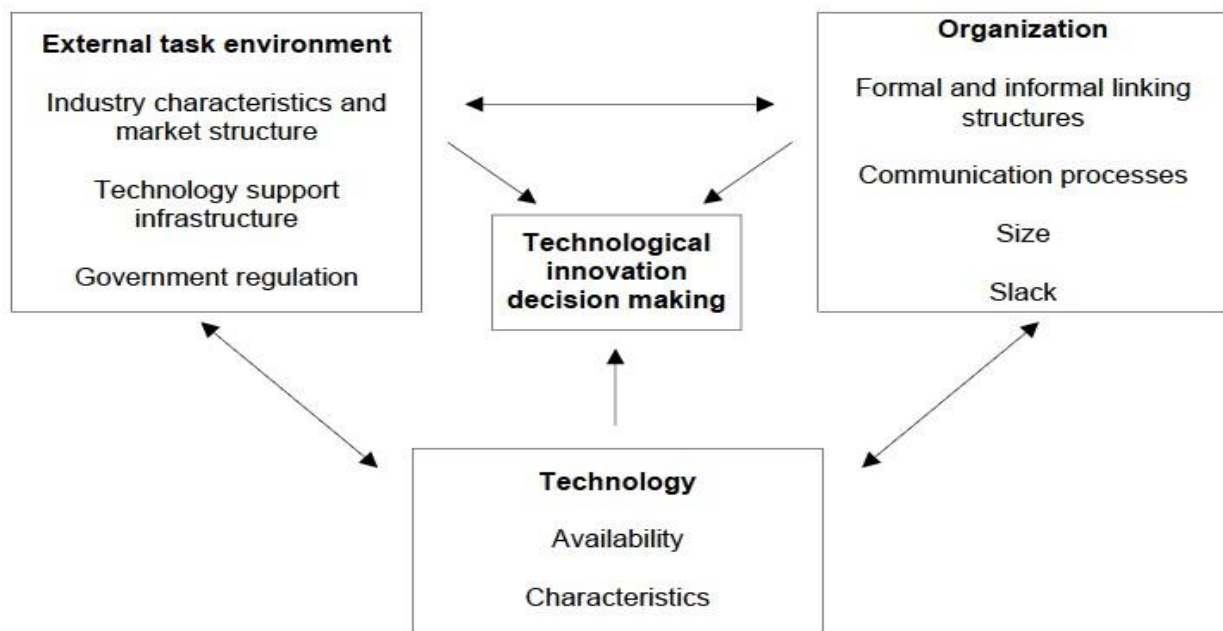 External task environment
Industry characteristics and
market structure
Technology support
infrastructure
Government regulation
Organization
Formal and informal linking
structures
Communication processes
Size
Slack
Technological
innovation
decision making
Technology
Availability
Characteristics